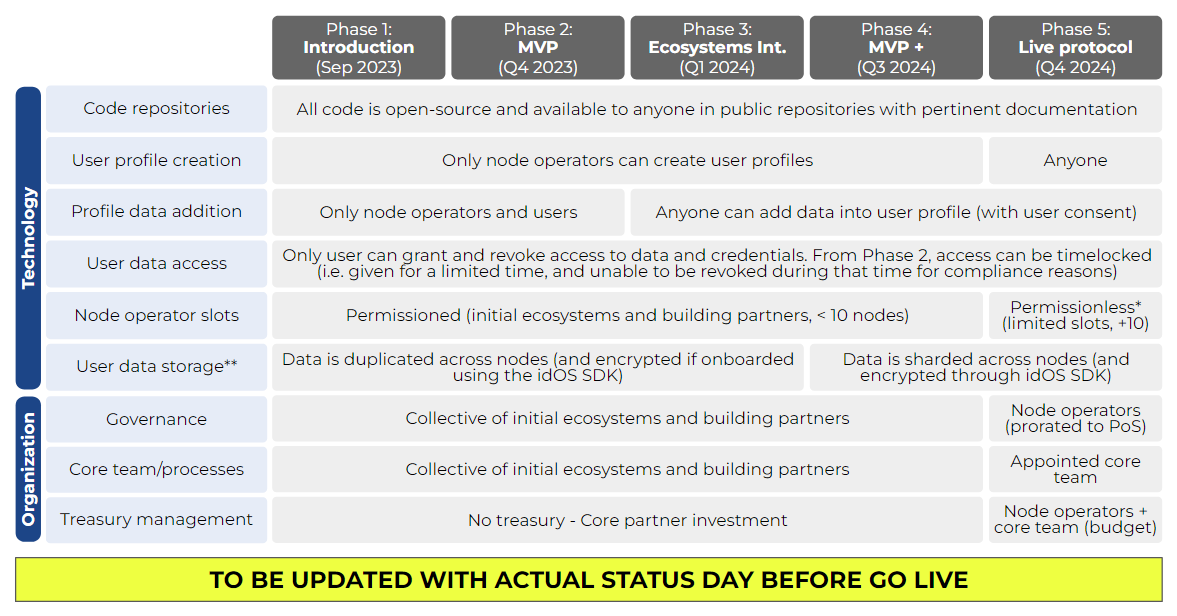 Phase 1:
Introduction
(Sep 2023)
Phase 2:
MVP
(Q4 2023)
Phase 3:
Ecosystems Int.
(Q1 2024)
Phase 4:
MVP +
(Q3 2024)
Phase 5:
Live protocol
(Q4 2024)
Technology
Code repositories
All code is open-source and available to anyone in public repositories with pertinent documentation
User profile creation
Only node operators can create user profiles
Anyone
Profile data addition
Only node operators and users
Anyone can add data into user profile (with user consent)
User data access
Only user can grant and revoke access to data and credentials. From Phase 2, access can be timelocked
(i.e. given for a limited time, and unable to be revoked during that time for compliance reasons)
Node operator slots
Permissioned (initial ecosystems and building partners, < 10 nodes)
Permissionless*
(limited slots, +10)
User data storage**
Data is duplicated across nodes (and encrypted if onboarded
using the idOS SDK)
Data is sharded across nodes (and
encrypted through idOS SDK)
Organization
Governance
Collective of initial ecosystems and building partners
Node operators
(prorated to PoS)
Core team/processes
Collective of initial ecosystems and building partners
Appointed core
team
Treasury management
No treasury - Core partner investment
Node operators +
core team (budget)
TO BE UPDATED WITH ACTUAL STATUS DAY BEFORE GO LIVE